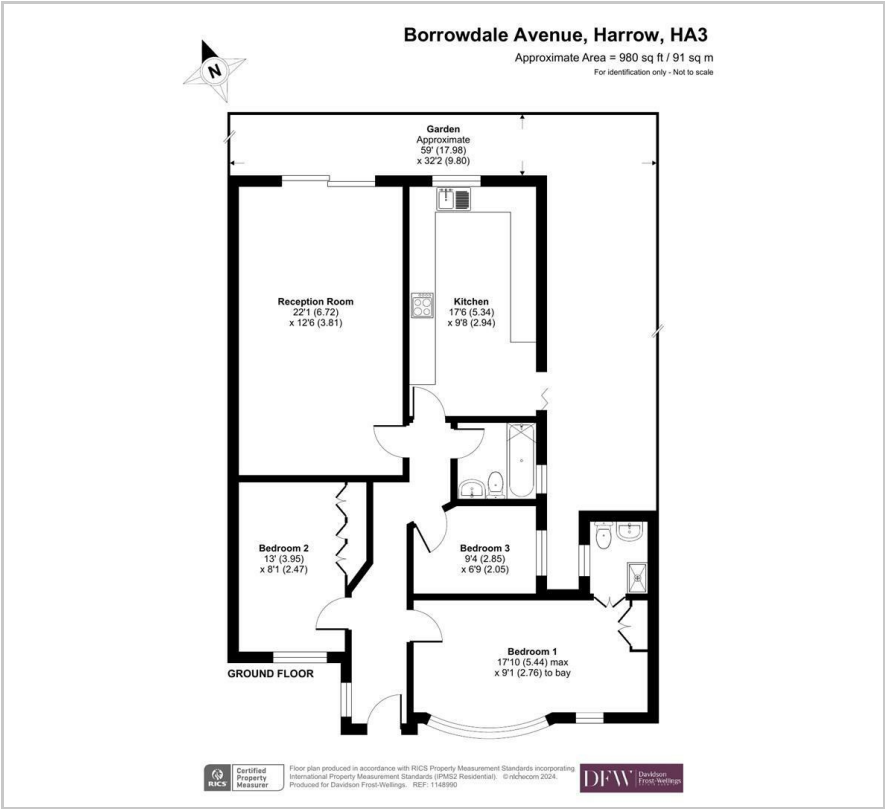 Borrowdale Avenue, Harrow, HA3
Approximate Area = 980 sq ft / 91 sq m
For identification only - Not to scale
N
Garden
Approximate
59' (17.98)
x 32'2 (9.80)
Reception Room
22'1 (6.72)
x 12'6 (3.81)
Kitchen
17'6 (5.34)
x 9'8 (2.94)
Bedroom 2
13' (3.95)
x 8'1 (2.47)
Bedroom 3
9'4 (2.85)
x 6'9 (2.05)
Bedroom 1
17'10 (5.44) max
x 9'1 (2.76) to bay
GROUND FLOOR
RICS
Certified
Property
Measurer
Floor plan produced in accordance with RICS Property Measurement Standards incorporating
International Property Measurement Standards (IPMS2 Residential). © nichecom 2024.
Produced for Davidson Frost-Wellings. REF: 1148990
DFW
Davidson
Frost-Wellings
ESTATE AGENTS